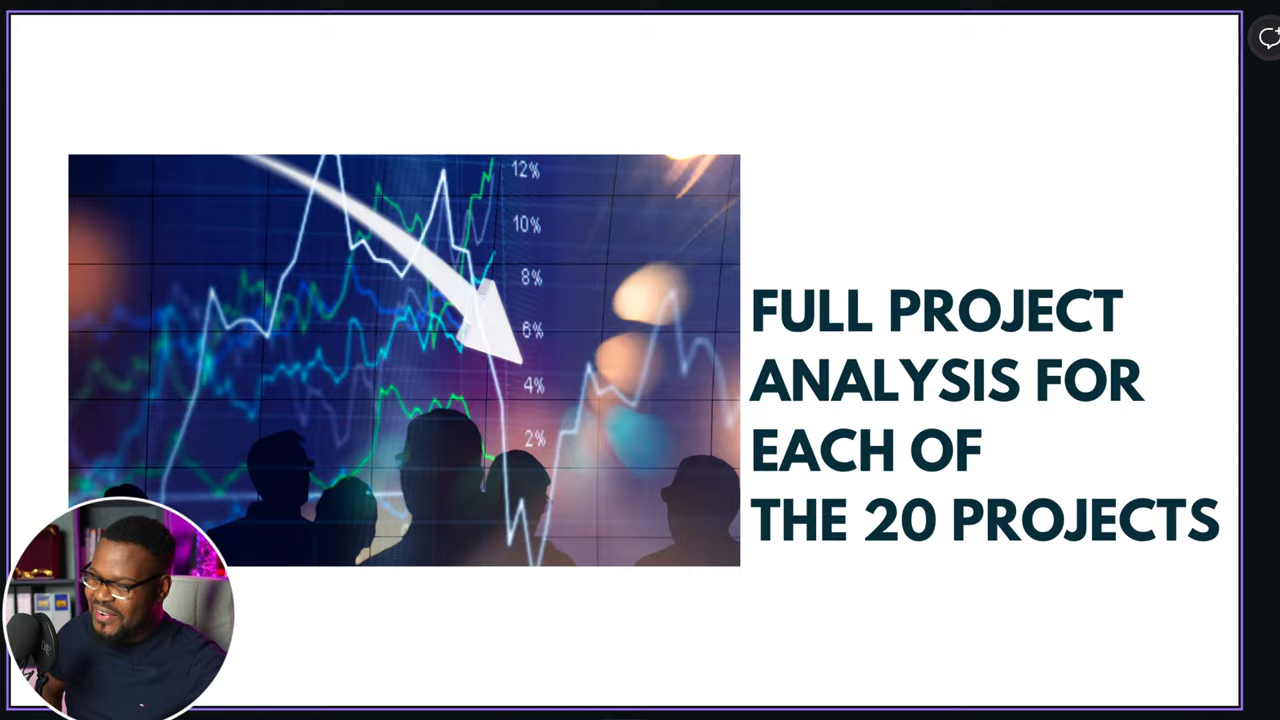 12%
10%
8%
6%
4%
2%
FULL PROJECT
ANALYSIS FOR
EACH OF
THE 20 PROJECTS